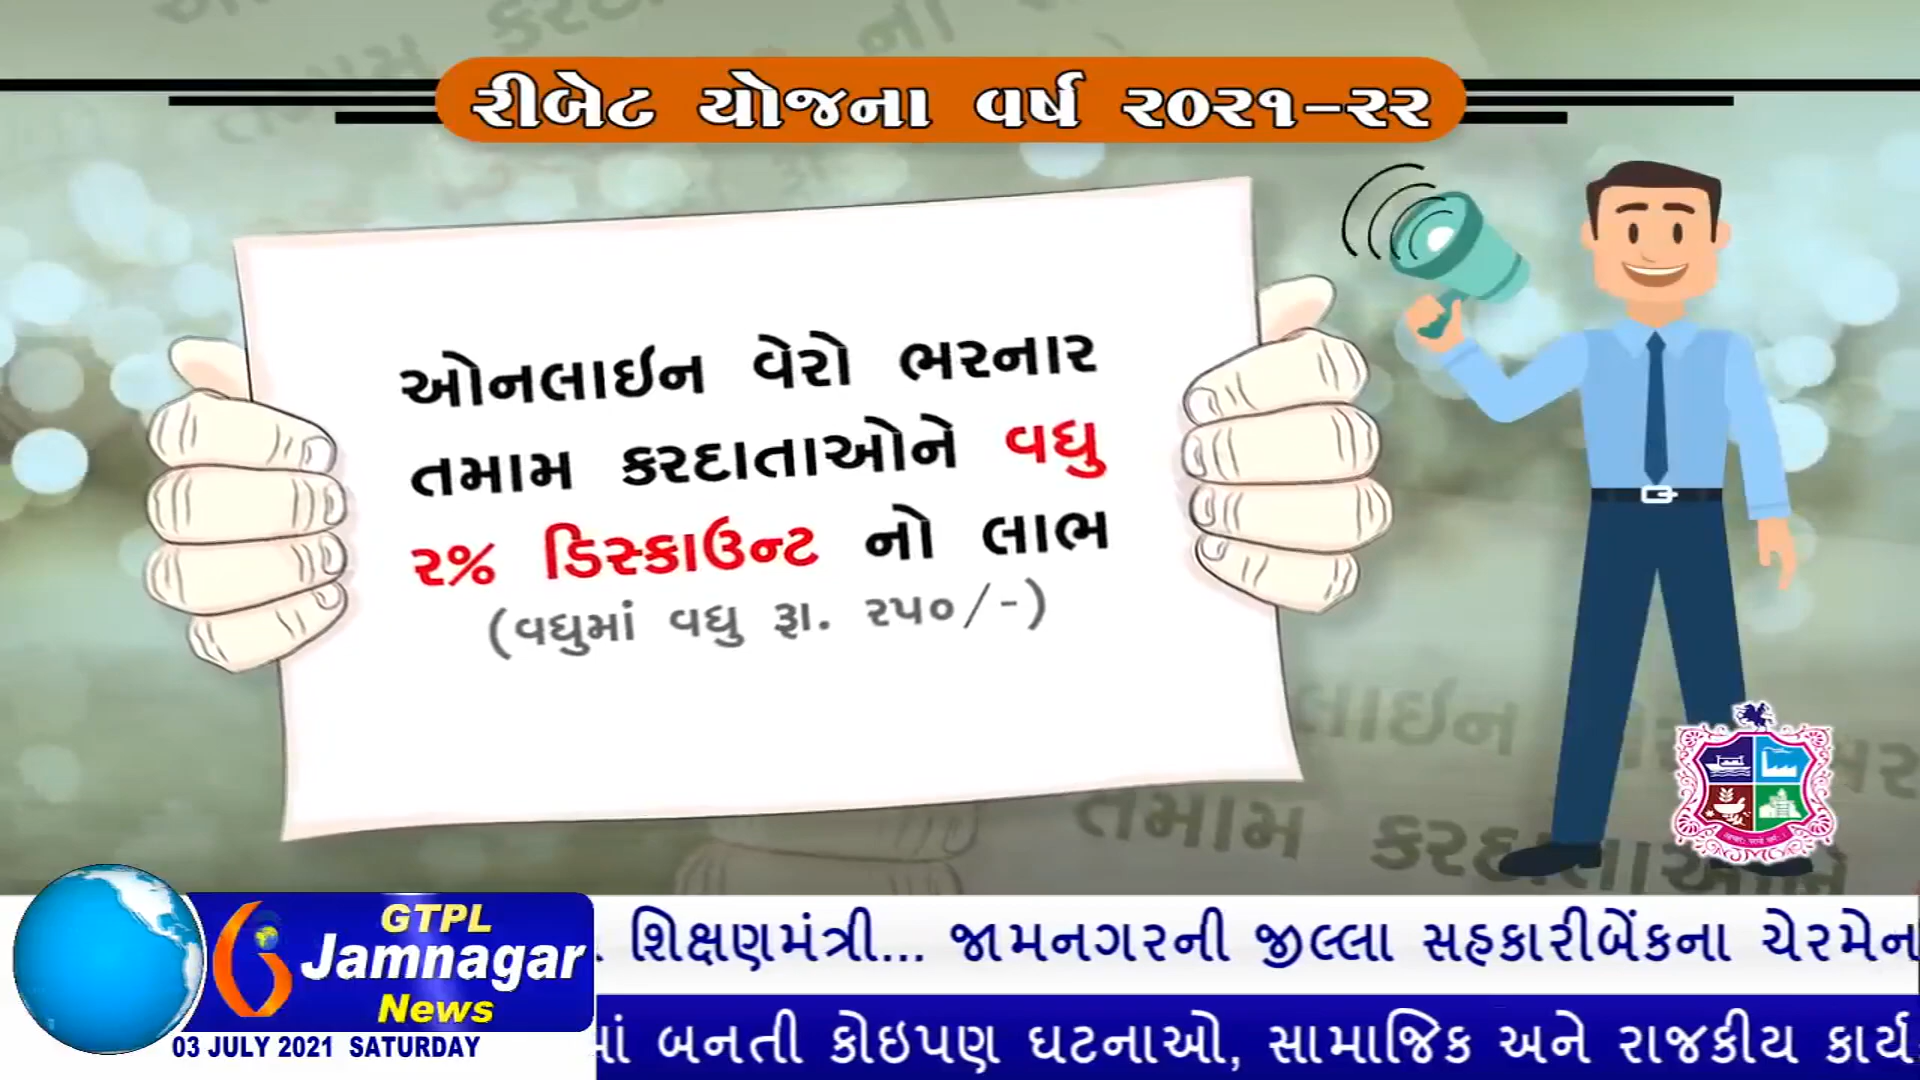 રીબેટ યોજના વર્ષ ૨૦૨૧-૨૨
ઓનલાઈન વેરો ભરનાર
તમામ કરદાતાઓને વધુ
૨% ડિસ્કાઉન્ટ નો લાભ
(વધુમાં વધુ રૂા. ૨૫૦/-)
GTPL
Jamnagar
News
03 JULY 2021 SATURDAY
. શિક્ષણમંત્રી... જામનગરની જીલ્લા સહકારીબેંકના ચેરમેન
માં બનતી કોઇપણ ઘટનાઓ, સામાજિક અને રાજકીય કાર્ય